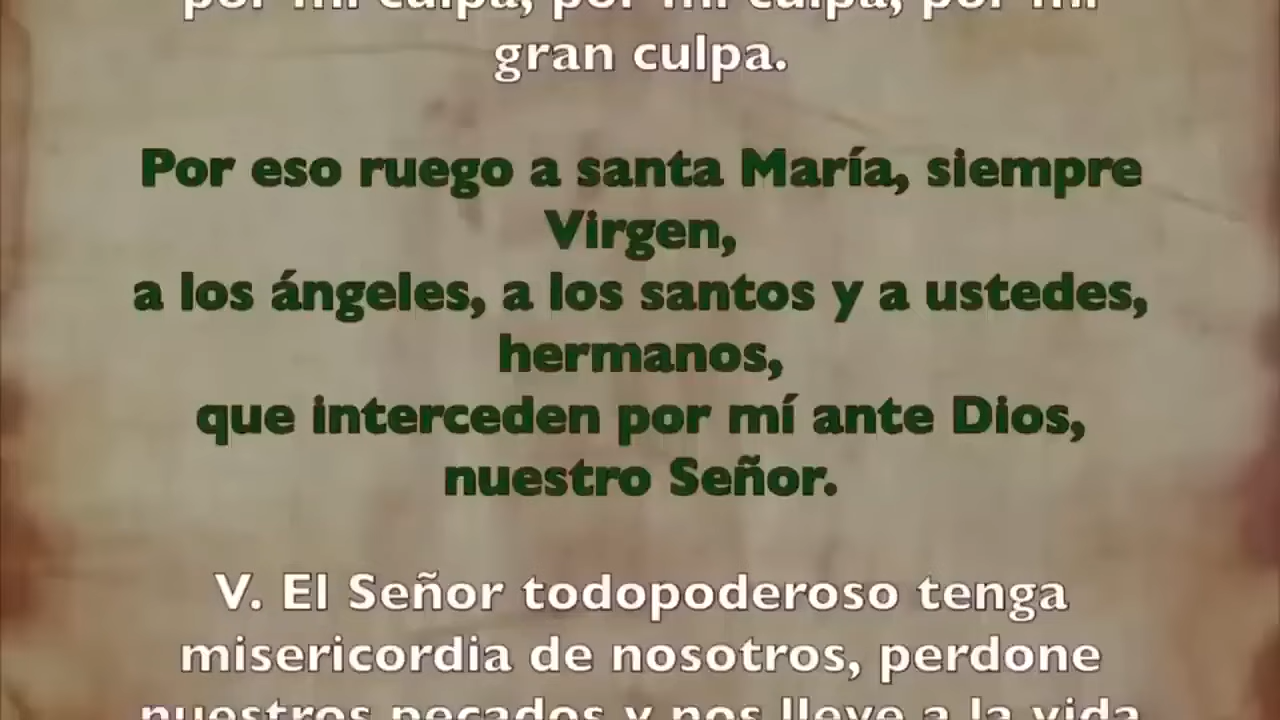 por mi culpa, por mi culpa, por mi
gran culpa.
Por eso ruego a santa María, siempre
Virgen,
a los ángeles, a los santos y a ustedes,
hermanos,
que interceden por mí ante Dios,
nuestro Señor.
V. El Señor todopoderoso tenga
misericordia de nosotros, perdone
nuestros pecados y nos lleve a la vida